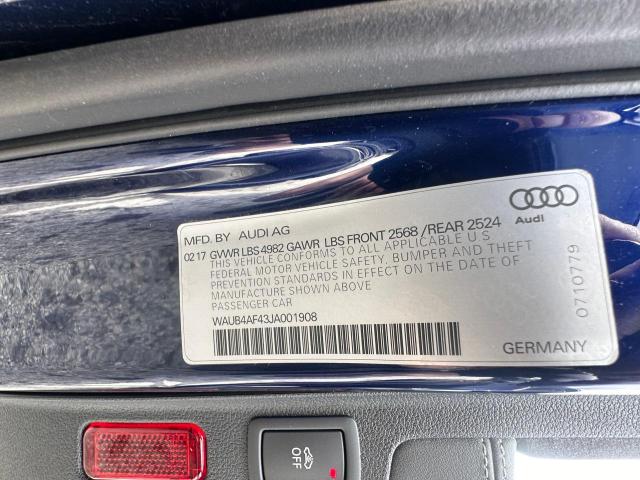 MFD. BY AUDI AG
Audi
02 17 GVWR LBS 4982 GAWR LBS FRONT 2568 / REAR 2524
THIS VEHICLE CONFORMS TO ALL APPLICABLE U.S.
FEDERAL MOTOR VEHICLE SAFETY, BUMPER AND THEFT
PREVENTION STANDARDS IN EFFECT ON THE DATE OF
MANUFACTURE SHOWN ABOVE
PASSENGER CAR
WAUB4AF43JA001908
0710779
GERMANY
OFF